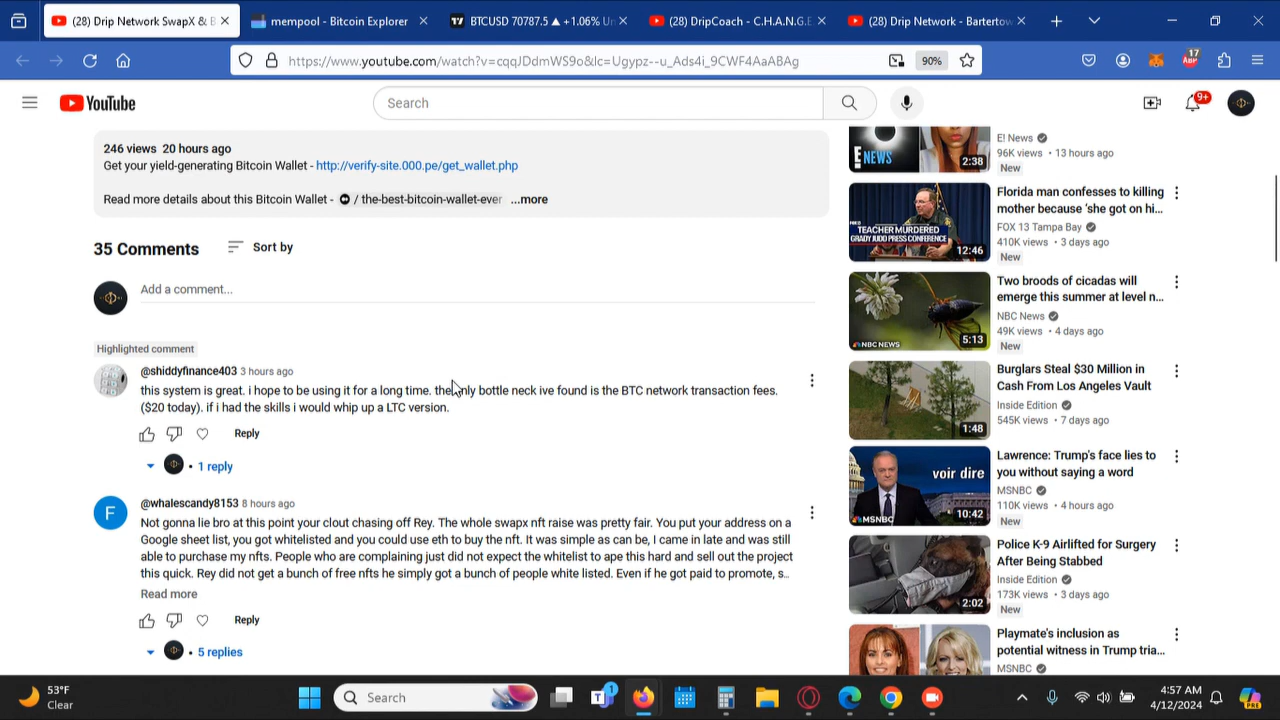 (28) Drip Network SwapX & B
mempool - Bitcoin Explorer
BTCUSD 70787.5 ▲ +1.06% Un
(28) DripCoach - C.H.A.N.G.E
(28) Drip Network - Bartertow
https://www.youtube.com/watch?v=cqqJDdmWS9o&lc=Ugypz--u_Ads4i_9CWF4AaABAg
90%
17
ABP
YouTube
Search
9+
246 views 20 hours ago
Get your yield-generating Bitcoin Wallet - http://verify-site.000.pe/get_wallet.php
Read more details about this Bitcoin Wallet - / the-best-bitcoin-wallet-ever ...more
35 Comments
Sort by
Add a comment...
Highlighted comment
@shiddyfinance403 3 hours ago
this system is great. i hope to be using it for a long time. the only bottle neck ive found is the BTC network transaction fees.
($20 today). if i had the skills i would whip up a LTC version.
Reply
1 reply
F
@whalescandy8153 8 hours ago
Not gonna lie bro at this point your clout chasing off Rey. The whole swapx nft raise was pretty fair. You put your address on a
Google sheet list, you got whitelisted and you could use eth to buy the nft. It was simple as can be, I came in late and was still
able to purchase my nfts. People who are complaining just did not expect the whitelist to ape this hard and sell out the project
this quick. Rey did not get a bunch of free nfts he simply got a bunch of people white listed. Even if he got paid to promote, s..
Read more
Reply
5 replies
E! NEWS
2:38
E! News
96K views • 13 hours ago
New
TEACHER MURDERED
GRADY JUDD PRESS CONFERENCE
12:46
Florida man confesses to killing
mother because 'she got on hi...
FOX 13 Tampa Bay
410K views • 3 days ago
New
NBC NEWS
5:13
Two broods of cicadas will
emerge this summer at level n...
NBC News
49K views • 4 days ago
New
1:48
Burglars Steal $30 Million in
Cash From Los Angeles Vault
Inside Edition
545K views • 7 days ago
voir dire
MSNBC
10:42
Lawrence: Trump's face lies to
you without saying a word
MSNBC
110K views • 4 hours ago
New
2:02
Police K-9 Airlifted for Surgery
After Being Stabbed
Inside Edition
173K views • 3 days ago
New
Playmate's inclusion as
potential witness in Trump tria...
MSNBC
53°F
Clear
Search
1
4:57 AM
4/12/2024
PRE